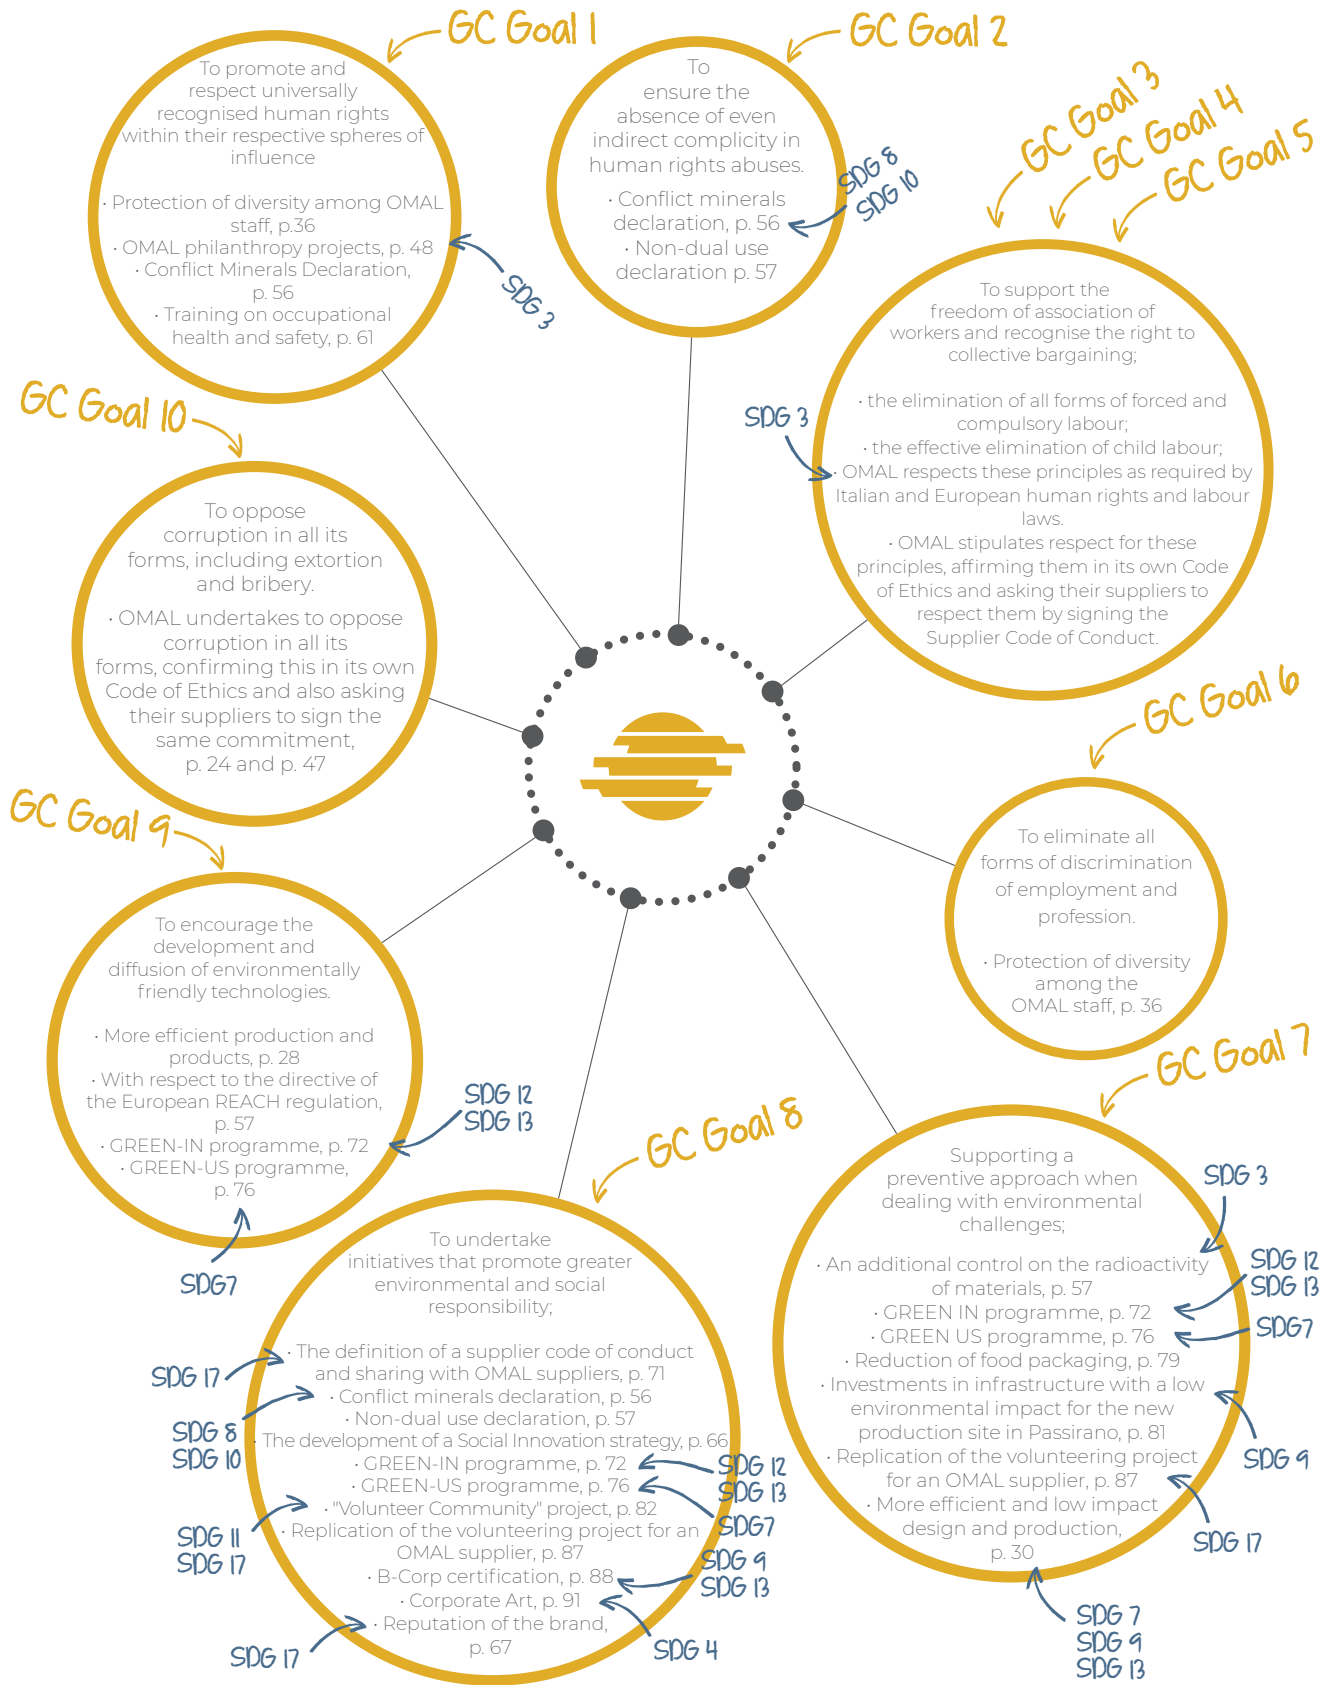 GC Goal 1
To promote and
respect universally
recognised human rights
within their respective spheres of
influence
· Protection of diversity among OMAL
staff, p.36
· OMAL philanthropy projects, p. 48
· Conflict Minerals Declaration,
p. 56
· Training on occupational
health and safety, p. 61
SDG 3
GC Goal 2
To
ensure the
absence of even
indirect complicity in
human rights abuses.
· Conflict minerals
declaration, p. 56
· Non-dual use
declaration p. 57
SDG 8
SDG 10
GC Goal 3
GC Goal 4
GC Goal 5
To support the
freedom of association of
workers and recognise the right to
collective bargaining;
· the elimination of all forms of forced and
compulsory labour;
· the effective elimination of child labour;
· OMAL respects these principles as required by
Italian and European human rights and labour
laws.
· OMAL stipulates respect for these
principles, affirming them in its own Code
of Ethics and asking their suppliers to
respect them by signing the
Supplier Code of Conduct.
SDG 3
GC Goal 10
To oppose
corruption in all its
forms, including extortion
and bribery.
· OMAL undertakes to oppose
corruption in all its
forms, confirming this in its own
Code of Ethics and also asking
their suppliers to sign the
same commitment,
p. 24 and p. 47
GC Goal 6
To eliminate all
forms of discrimination
of employment and
profession.
· Protection of diversity
among the
OMAL staff, p. 36
GC Goal 9
To encourage the
development and
diffusion of environmentally
friendly technologies.
· More efficient production and
products, p. 28
· With respect to the directive of
the European REACH regulation,
p. 57
· GREEN-IN programme, p. 72
· GREEN-US programme,
p. 76
SDG 12
SDG 13
SDG7
GC Goal 8
To undertake
initiatives that promote greater
environmental and social
responsibility;
· The definition of a supplier code of conduct
and sharing with OMAL suppliers, p. 71
· Conflict minerals declaration, p. 56
· Non-dual use declaration, p. 57
· The development of a Social Innovation strategy, p. 66
· GREEN-IN programme, p. 72
· GREEN-US programme, p. 76
· "Volunteer Community" project, p. 82
· Replication of the volunteering project for an
OMAL supplier, p. 87
· B-Corp certification, p. 88
· Corporate Art, p. 91
· Reputation of the brand,
p. 67
SDG 17
SDG 8
SDG 10
SDG 12
SDG 13
SDG7
SDG 11
SDG 17
SDG 9
SDG 13
SDG 4
SDG 17
GC Goal 7
Supporting a
preventive approach when
dealing with environmental
challenges;
· An additional control on the radioactivity
of materials, p. 57
· GREEN IN programme, p. 72
· GREEN US programme, p. 76
· Reduction of food packaging, p. 79
· Investments in infrastructure with a low
environmental impact for the new
production site in Passirano, p. 81
· Replication of the volunteering project
for an OMAL supplier, p. 87
· More efficient and low impact
design and production,
p. 30
SDG 3
SDG 12
SDG 13
SDG7
SDG 9
SDG 17
SDG 7
SDG 9
SDG 13